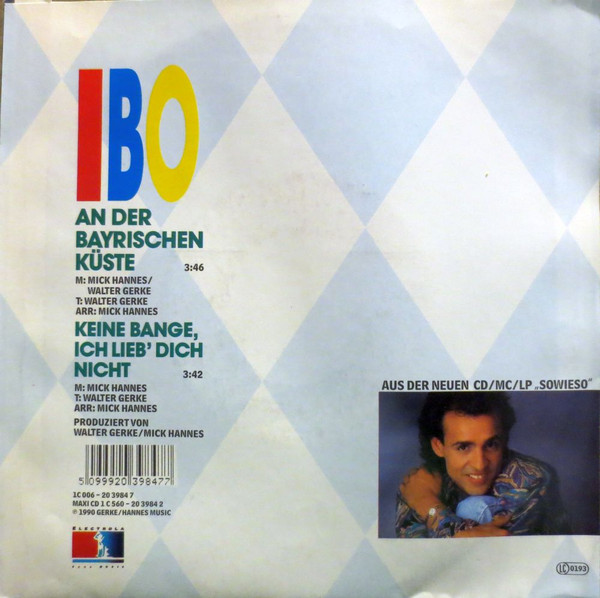 IBO
AN DER
BAYRISCHEN
KÜSTE 3:46
M: MICK HANNES/
WALTER GERKE
T: WALTER GERKE
ARR: MICK HANNES
KEINE BANGE,
ICH LIEB' DICH
NICHT 3:42
M: MICK HANNES
T: WALTER GERKE
ARR: MICK HANNES
PRODUZIERT VON
WALTER GERKE/MICK HANNES
5 099920 398477
1C 006 – 20 3984 7
MAXI CD 1 C 560 – 20 3984 2
℗ 1990 GERKE/HANNES MUSIC
ELECTROLA
AUS DER NEUEN CD/MC/LP „SOWIESO"
LC 0193